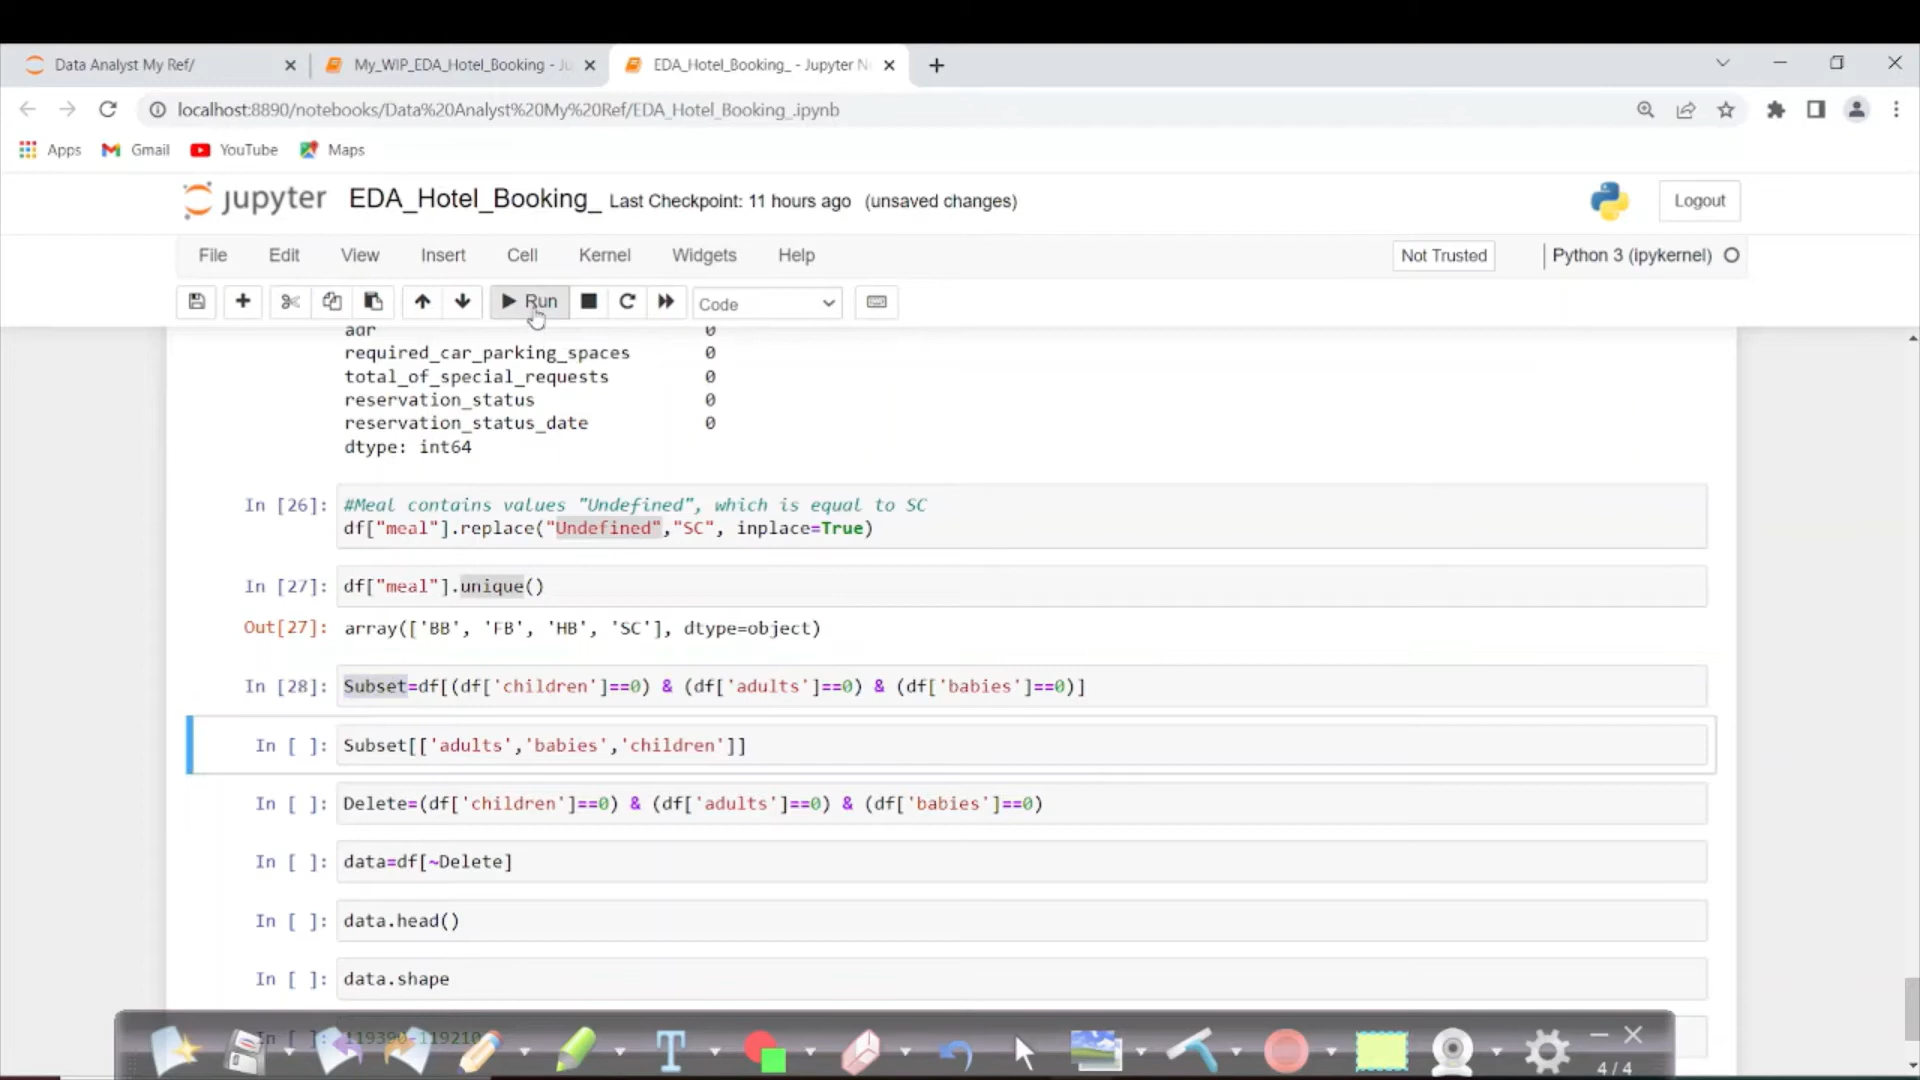 Data Analyst My Ref/
My_WIP_EDA_Hotel_Booking - Ju
EDA_Hotel_Booking_ - Jupyter N
localhost:8890/notebooks/Data%20Analyst%20My%20Ref/EDA_Hotel_Booking_.ipynb
Apps Gmail YouTube Maps
jupyter EDA_Hotel_Booking_ Last Checkpoint: 11 hours ago (unsaved changes) Logout
File Edit View Insert Cell Kernel Widgets Help Not Trusted Python 3 (ipykernel)
Run Code
adr 0
required_car_parking_spaces 0
total_of_special_requests 0
reservation_status 0
reservation_status_date 0
dtype: int64
In [26]: #Meal contains values "Undefined", which is equal to SC
df["meal"].replace("Undefined","SC", inplace=True)
In [27]: df["meal"].unique()
Out[27]: array(['BB', 'FB', 'HB', 'SC'], dtype=object)
In [28]: Subset=df[(df['children']==0) & (df['adults']==0) & (df['babies']==0)]
In [ ]: Subset[['adults','babies','children']]
In [ ]: Delete=(df['children']==0) & (df['adults']==0) & (df['babies']==0)
In [ ]: data=df[~Delete]
In [ ]: data.head()
In [ ]: data.shape
In [ ]: 119390-119210
T
4/4